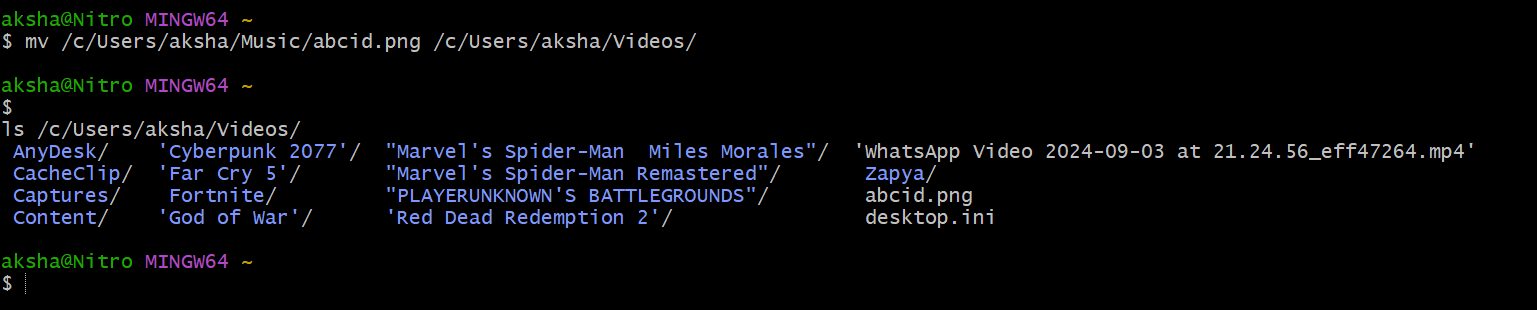 aksha@Nitro MINGW64 ~
$ mv /c/Users/aksha/Music/abcid.png /c/Users/aksha/Videos/
aksha@Nitro MINGW64 ~
$
ls /c/Users/aksha/Videos/
AnyDesk/ 'Cyberpunk 2077'/ "Marvel's Spider-Man  Miles Morales"/ 'WhatsApp Video 2024-09-03 at 21.24.56_eff47264.mp4'
CacheClip/ 'Far Cry 5'/ "Marvel's Spider-Man Remastered"/ Zapya/
Captures/ Fortnite/ "PLAYERUNKNOWN'S BATTLEGROUNDS"/ abcid.png
Content/ 'God of War'/ 'Red Dead Redemption 2'/ desktop.ini
aksha@Nitro MINGW64 ~
$